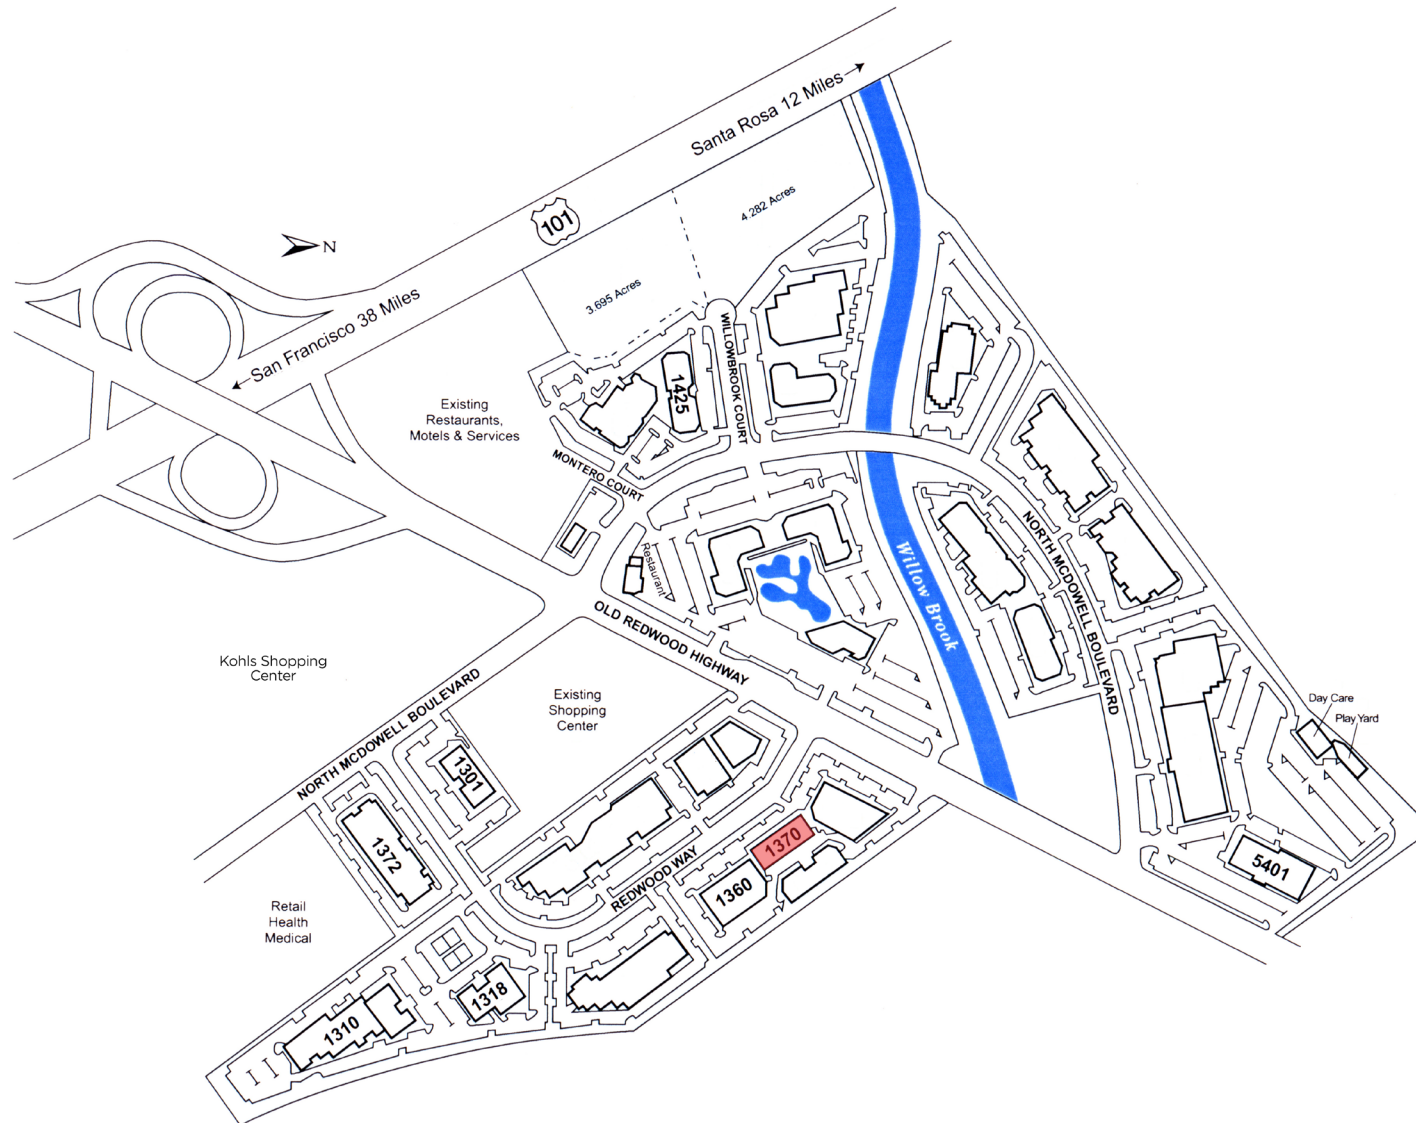 Santa Rosa 12 Miles
4.282 Acres
101
N
3.695 Acres
San Francisco 38 Miles
WILLOWBROOK COURT
1425
Existing
Restaurants,
Motels & Services
MONTERO COURT
Restaurant
Willow Brook
NORTH MCDOWELL BOULEVARD
OLD REDWOOD HIGHWAY
Kohls Shopping
Center
NORTH MCDOWELL BOULEVARD
Existing
Shopping
Center
Day Care
Play Yard
1301
1372
1370
1360
REDWOOD WAY
5401
Retail
Health
Medical
1318
1310